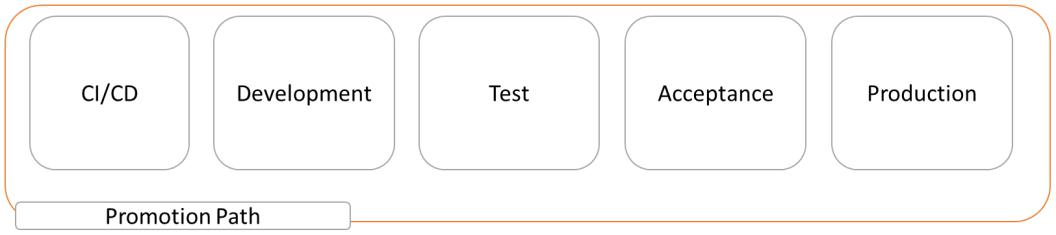 CI/CD
Development
Test
Acceptance
Production
Promotion Path